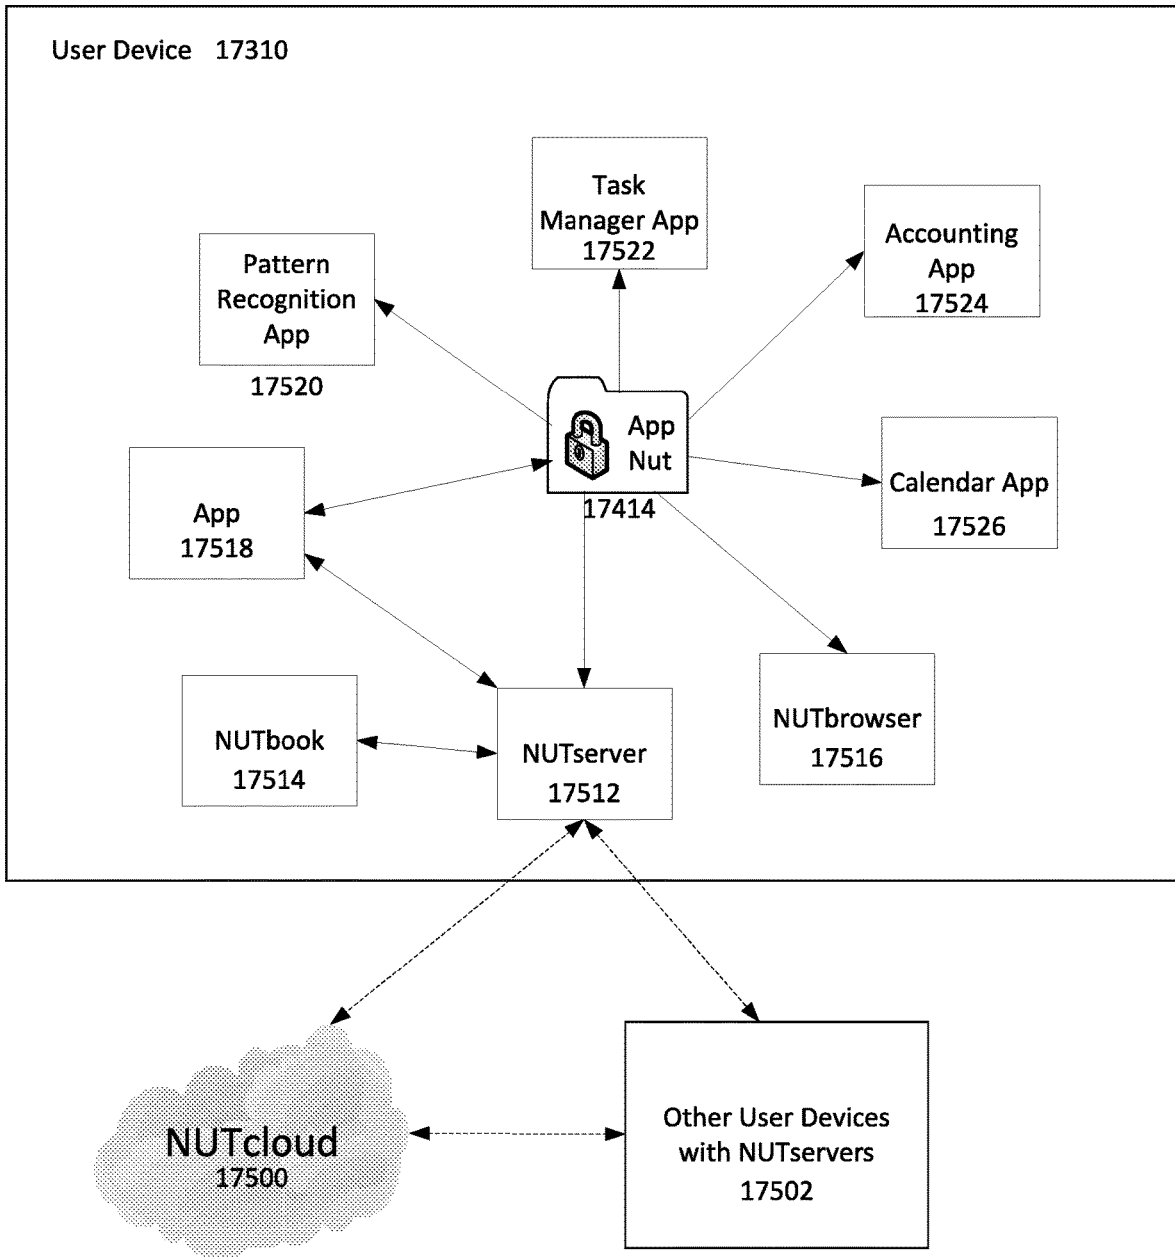 User Device 17310
Task
Manager App
17522
Accounting
App
17524
Pattern
Recognition
App
17520
App
Nut
17414
Calendar App
17526
App
17518
NUTbook
17514
NUTserver
17512
NUTbrowser
17516
NUTcloud
17500
Other User Devices
with NUTservers
17502